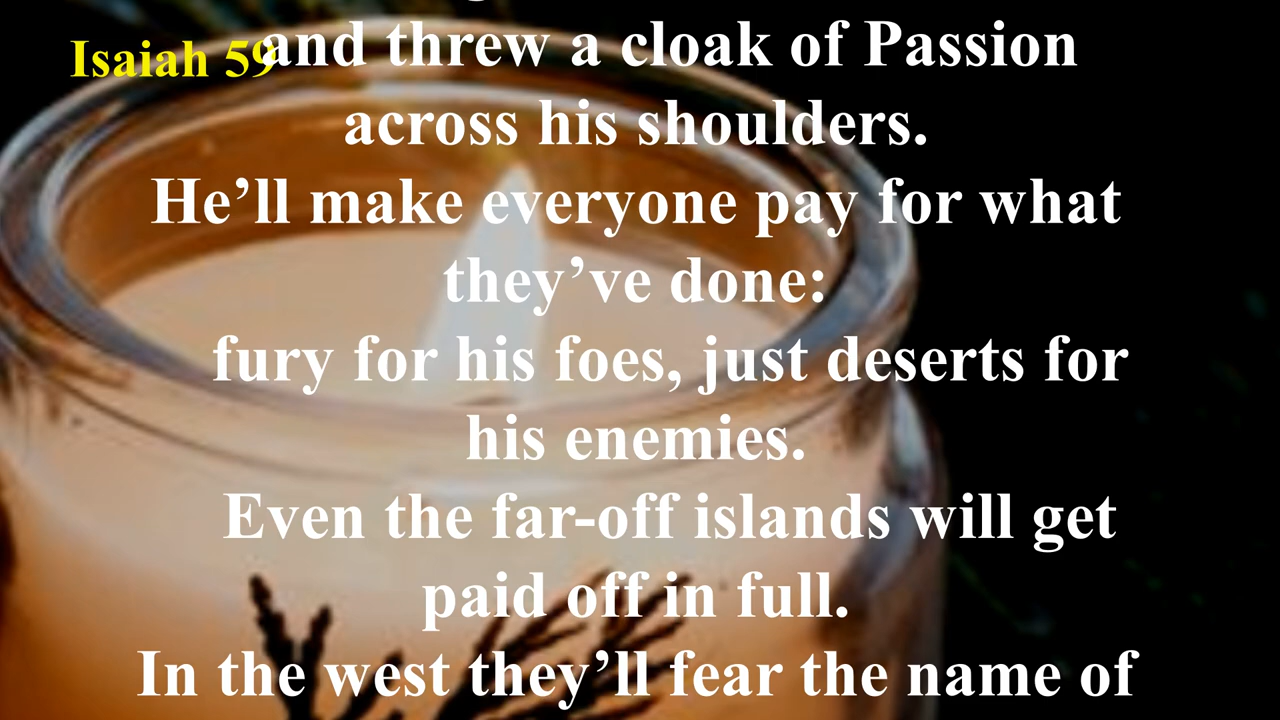 Isaiah 59
and threw a cloak of Passion
across his shoulders.
He’ll make everyone pay for what
they’ve done:
fury for his foes, just deserts for
his enemies.
Even the far-off islands will get
paid off in full.
In the west they’ll fear the name of